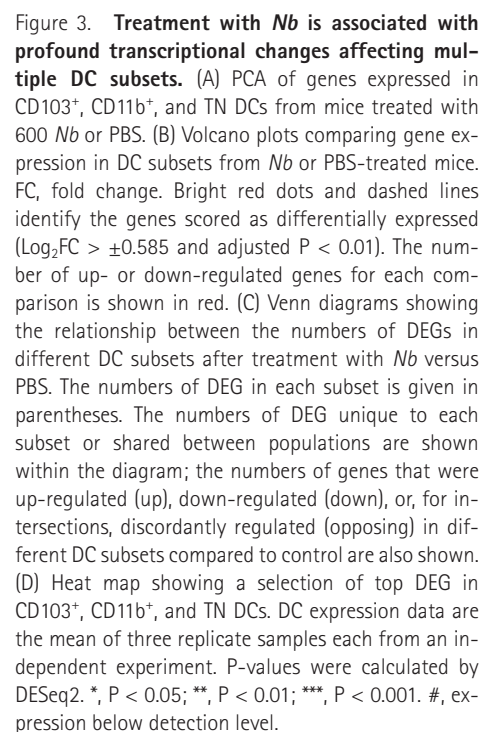 Figure 3. Treatment with Nb is associated with
profound transcriptional changes affecting mul-
tiple DC subsets. (A) PCA of genes expressed in
CD103+, CD11b+, and TN DCs from mice treated with
600 Nb or PBS. (B) Volcano plots comparing gene ex-
pression in DC subsets from Nb or PBS-treated mice.
FC, fold change. Bright red dots and dashed lines
identify the genes scored as differentially expressed
(Log2FC > ±0.585 and adjusted P < 0.01). The num-
ber of up- or down-regulated genes for each com-
parison is shown in red. (C) Venn diagrams showing
the relationship between the numbers of DEGs in
different DC subsets after treatment with Nb versus
PBS. The numbers of DEG in each subset is given in
parentheses. The numbers of DEG unique to each
subset or shared between populations are shown
within the diagram; the numbers of genes that were
up-regulated (up), down-regulated (down), or, for in-
tersections, discordantly regulated (opposing) in dif-
ferent DC subsets compared to control are also shown.
(D) Heat map showing a selection of top DEG in
CD103+, CD11b+, and TN DCs. DC expression data are
the mean of three replicate samples each from an in-
dependent experiment. P-values were calculated by
DESeq2. *, P < 0.05; **, P < 0.01; ***, P < 0.001. #, ex-
pression below detection level.